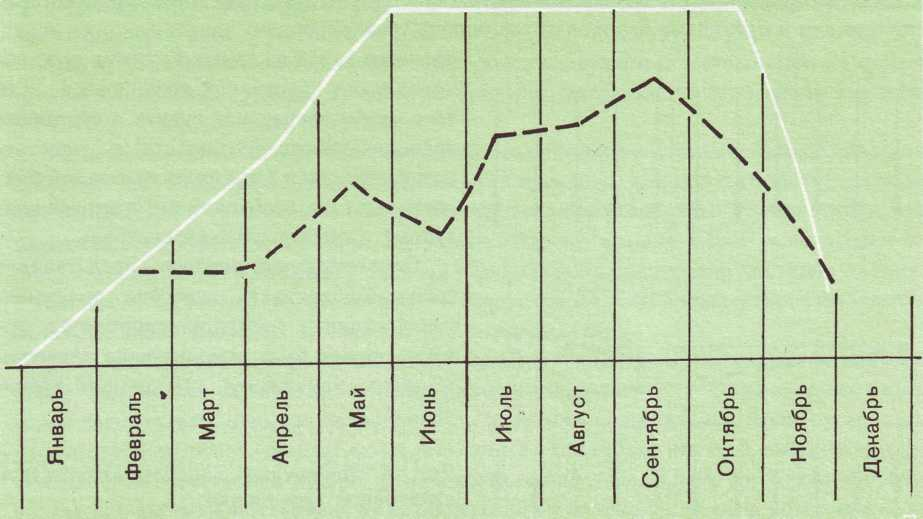 Январь
Февраль
Март
Апрель
Май
Июнь
Июль
Август
Сентябрь
Октябрь
Ноябрь
Декабрь